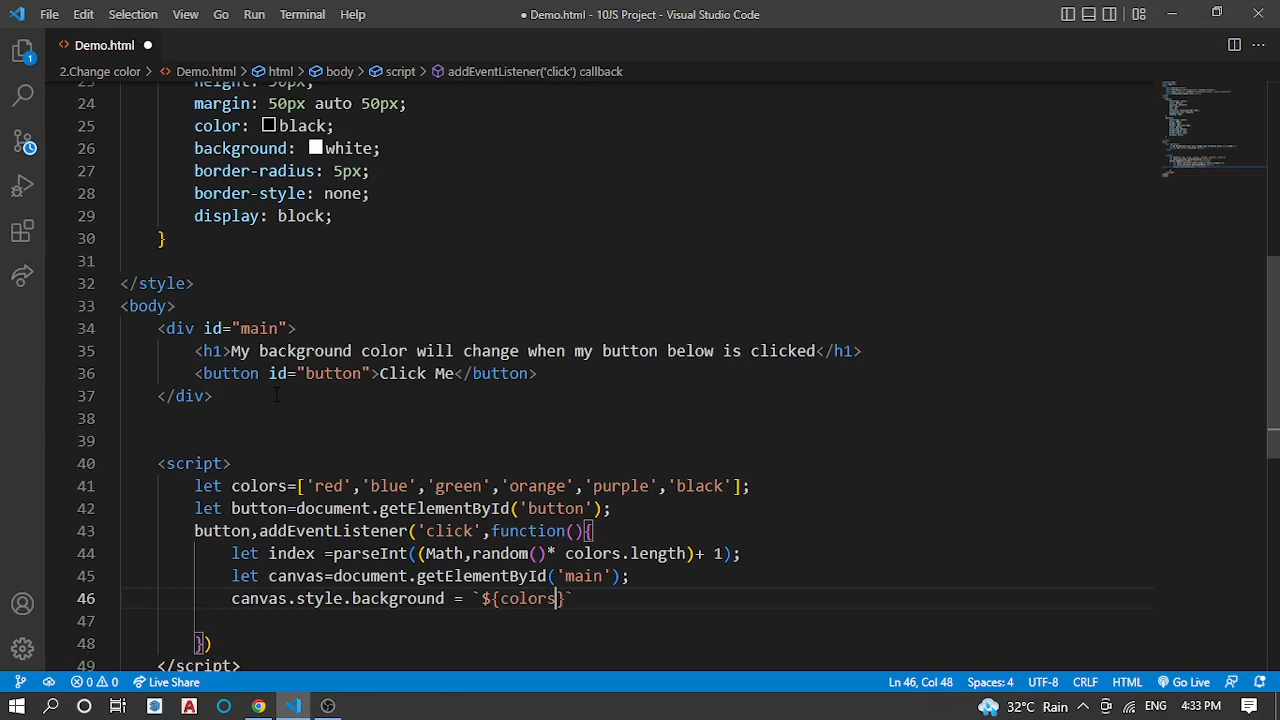 File Edit Selection View Go Run Terminal Help
● Demo.html - 10JS Project - Visual Studio Code
Demo.html ●
2.Change color > Demo.html > html > body > script > addEventListener('click') callback
height: 50px;
24 margin: 50px auto 50px;
25 color: black;
26 background: white;
27 border-radius: 5px;
28 border-style: none;
29 display: block;
30 }
31
32 </style>
33 <body>
34 <div id="main">
35 <h1>My background color will change when my button below is clicked</h1>
36 <button id="button">Click Me</button>
37 </div>
38
39
40 <script>
41 let colors=['red','blue','green','orange','purple','black'];
42 let button=document.getElementById('button');
43 button,addEventListener('click',function(){
44 let index =parseInt((Math,random()* colors.length)+ 1);
45 let canvas=document.getElementById('main');
46 canvas.style.background = `${colors}`
47
48 })
49 </script>
0 0 Live Share Ln 46, Col 48 Spaces: 4 UTF-8 CRLF HTML Go Live
32°C Rain ENG 4:33 PM